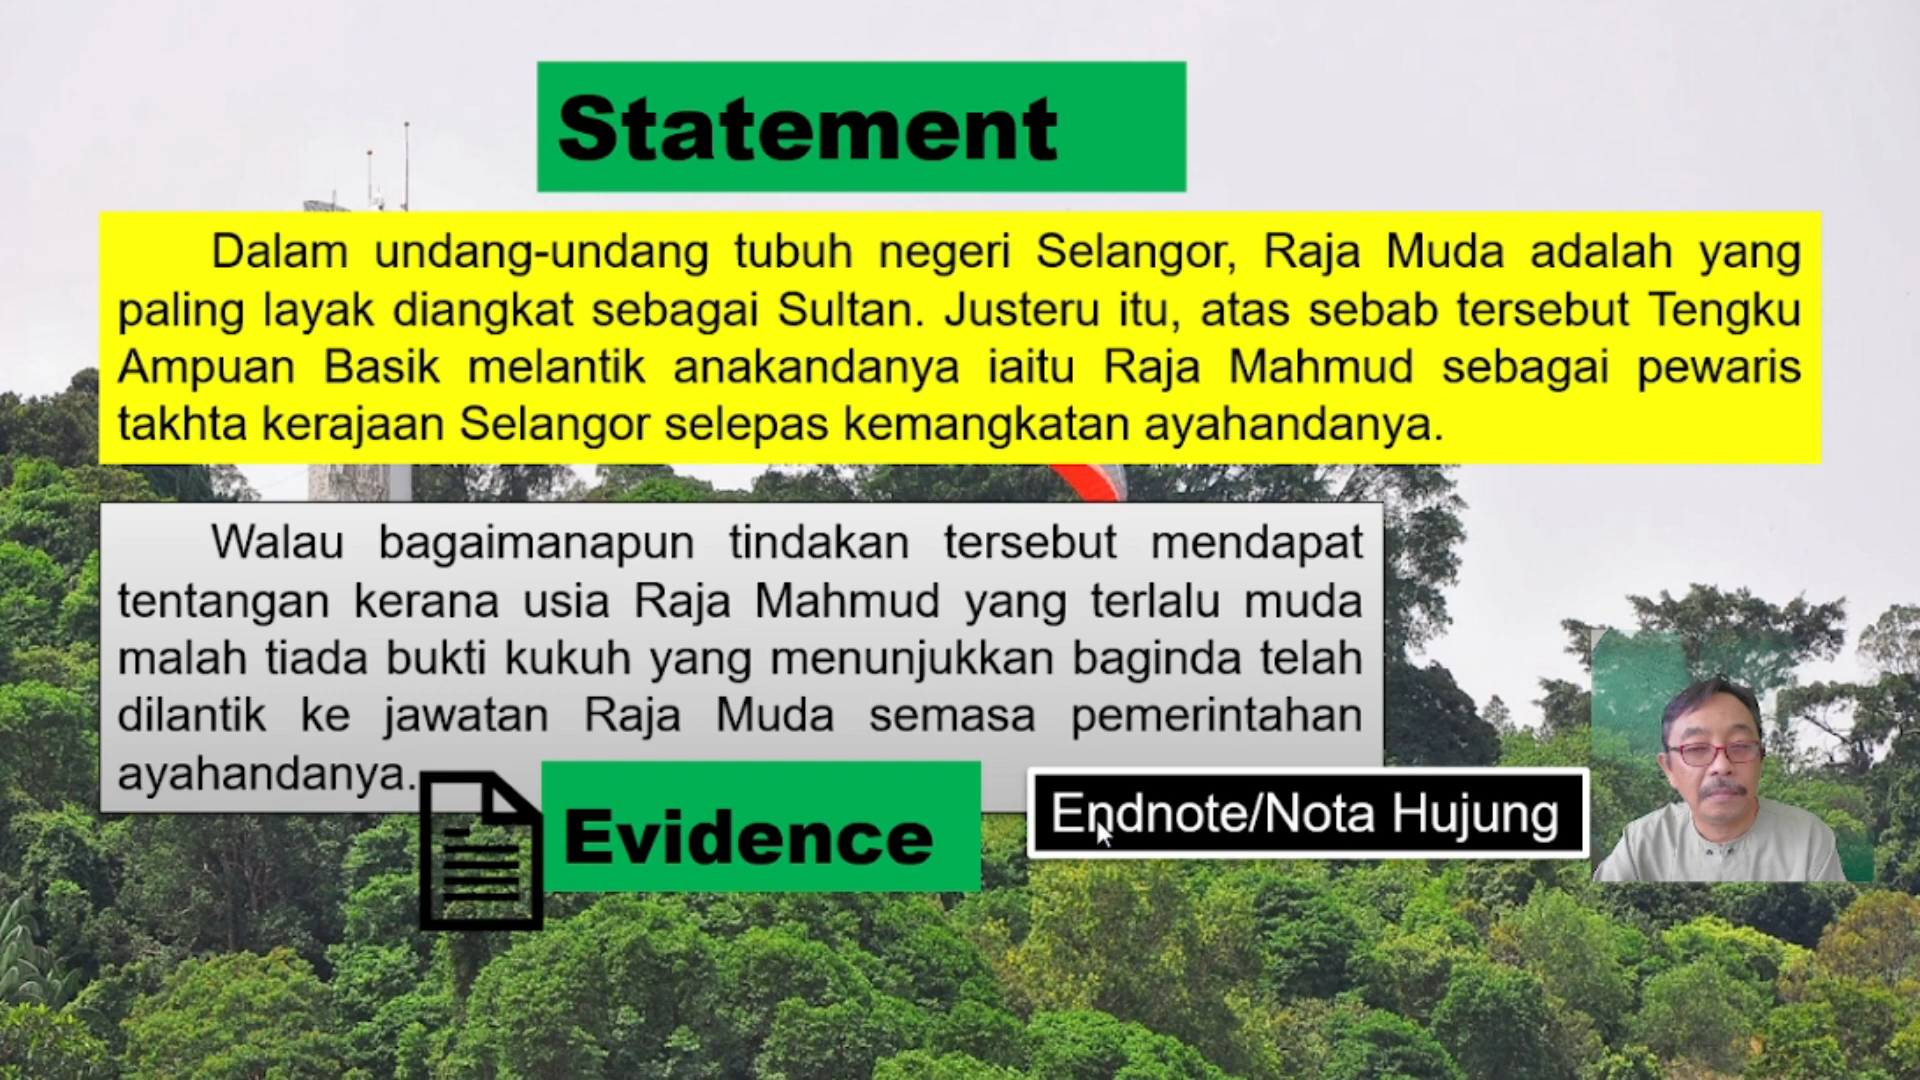 Statement
Dalam undang-undang tubuh negeri Selangor, Raja Muda adalah yang
paling layak diangkat sebagai Sultan. Justeru itu, atas sebab tersebut Tengku
Ampuan Basik melantik anakandanya iaitu Raja Mahmud sebagai pewaris
takhta kerajaan Selangor selepas kemangkatan ayahandanya.
Walau bagaimanapun tindakan tersebut mendapat
tentangan kerana usia Raja Mahmud yang terlalu muda
malah tiada bukti kukuh yang menunjukkan baginda telah
dilantik ke jawatan Raja Muda semasa pemerintahan
ayahandanya.
Evidence
Endnote/Nota Hujung